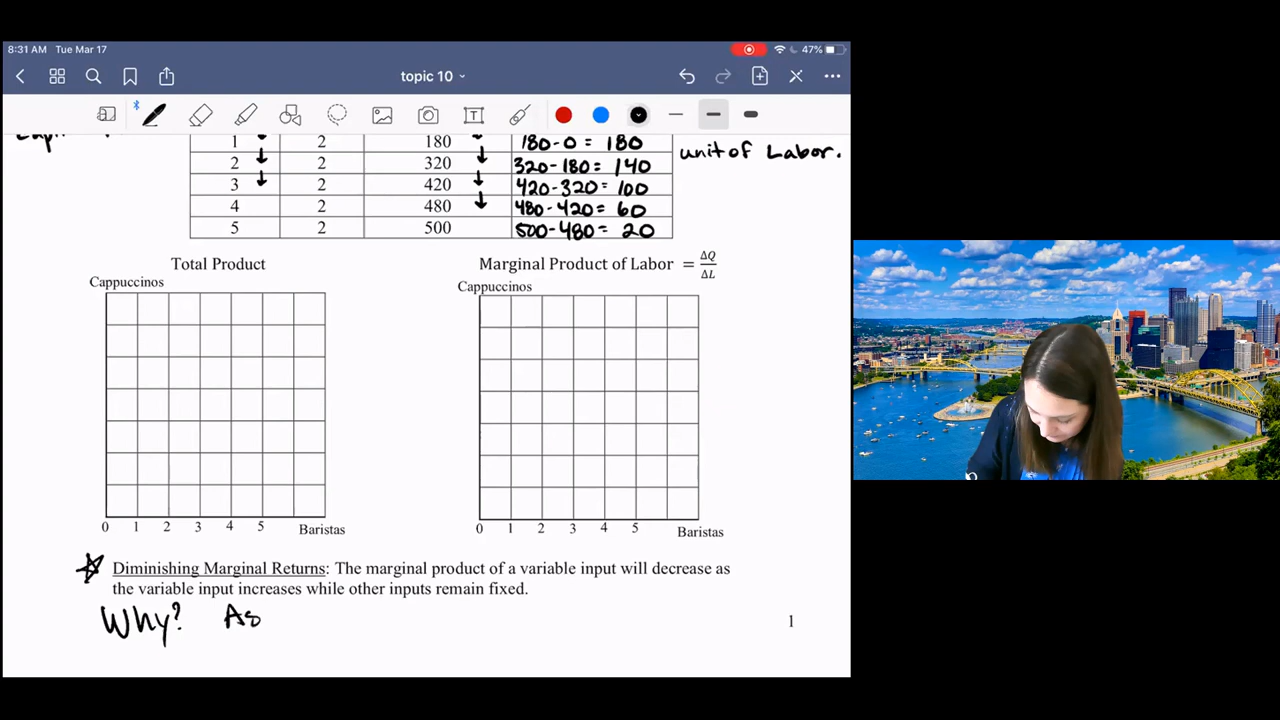 8:31 AM Tue Mar 17
47%
topic 10
T
1 2 180 180-0 = 180
unit of Labor.
2 2 320 320-180 = 140
3 2 420 420-320 = 100
4 2 480 480-420 = 60
5 2 500 500-480 = 20
Total Product
Cappuccinos
0 1 2 3 4 5 Baristas
Marginal Product of Labor = ΔQ/ΔL
Cappuccinos
0 1 2 3 4 5 Baristas
Diminishing Marginal Returns: The marginal product of a variable input will decrease as
the variable input increases while other inputs remain fixed.
Why? As
1